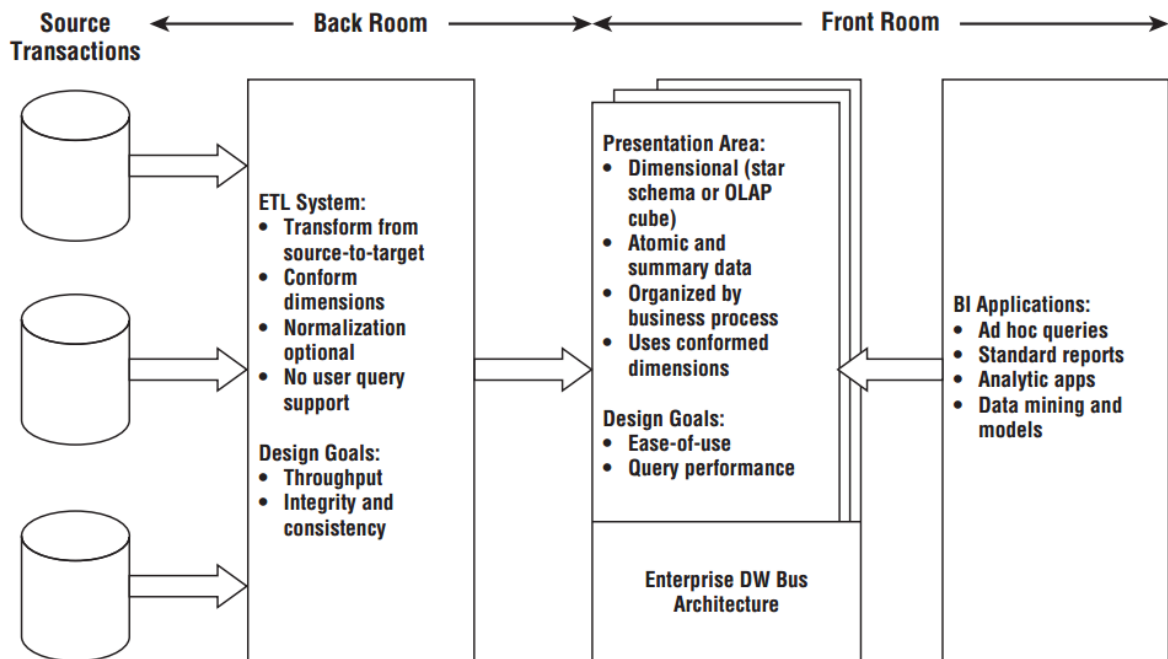 Source
Transactions
Back Room
Front Room
ETL System:
• Transform from
source-to-target
• Conform
dimensions
• Normalization
optional
• No user query
support
Design Goals:
• Throughput
• Integrity and
consistency
Presentation Area:
• Dimensional (star
schema or OLAP
cube)
• Atomic and
summary data
• Organized by
business process
• Uses conformed
dimensions
Design Goals:
• Ease-of-use
• Query performance
Enterprise DW Bus
Architecture
BI Applications:
• Ad hoc queries
• Standard reports
• Analytic apps
• Data mining and
models